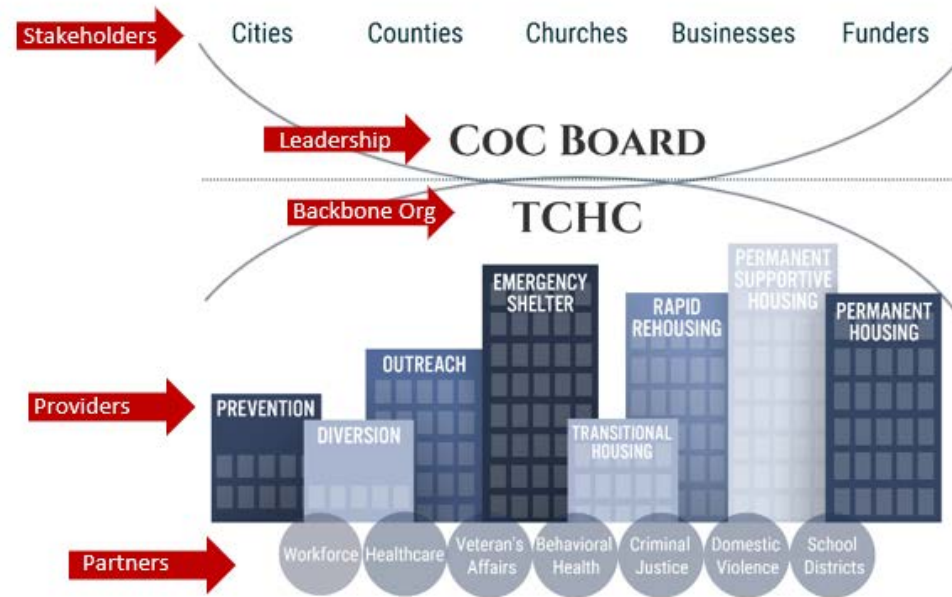 Stakeholders
Cities
Counties
Churches
Businesses
Funders
Leadership
CoC Board
Backbone Org
TCHC
Providers
PREVENTION
DIVERSION
OUTREACH
EMERGENCY
SHELTER
TRANSITIONAL
HOUSING
RAPID
REHOUSING
PERMANENT
SUPPORTIVE
HOUSING
PERMANENT
HOUSING
Partners
Workforce
Healthcare
Veteran's
Affairs
Behavioral
Health
Criminal
Justice
Domestic
Violence
School
Districts